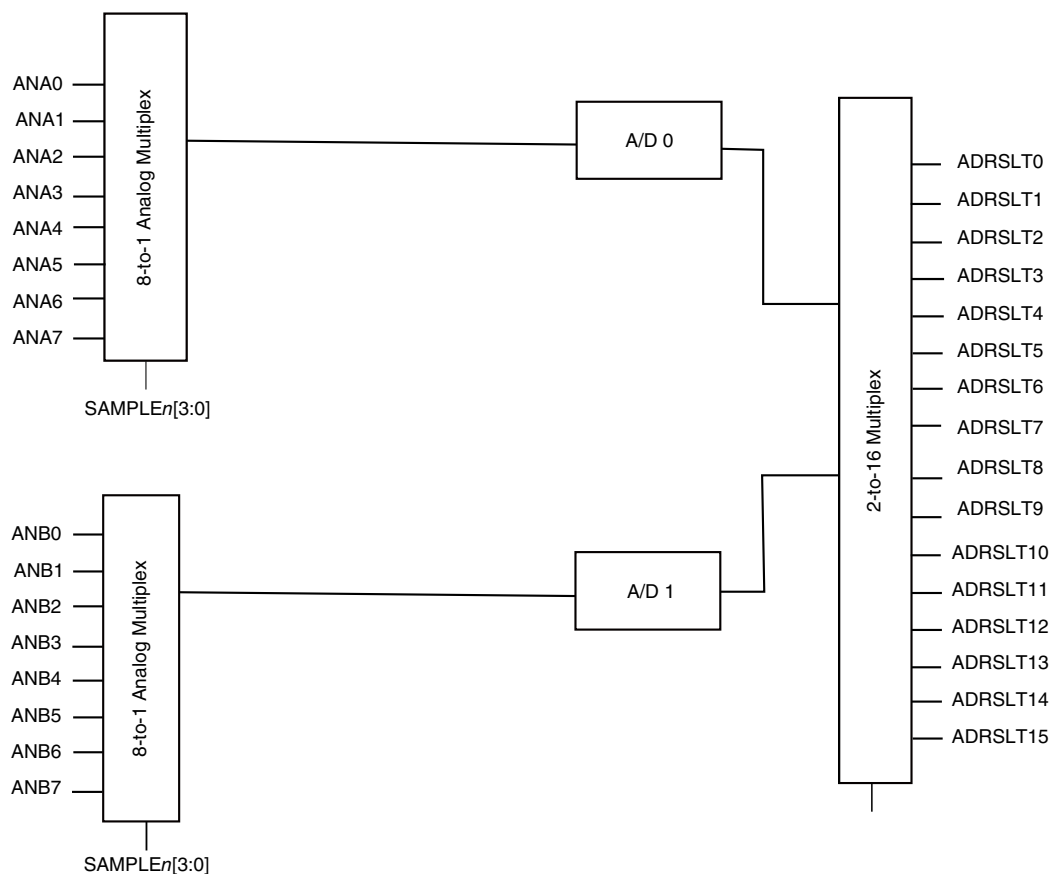 ANA0
ANA1
ANA2
ANA3
ANA4
ANA5
ANA6
ANA7
8-to-1 Analog Multiplex
SAMPLEn[3:0]
A/D 0
ANB0
ANB1
ANB2
ANB3
ANB4
ANB5
ANB6
ANB7
8-to-1 Analog Multiplex
SAMPLEn[3:0]
A/D 1
2-to-16 Multiplex
ADRSLT0
ADRSLT1
ADRSLT2
ADRSLT3
ADRSLT4
ADRSLT5
ADRSLT6
ADRSLT7
ADRSLT8
ADRSLT9
ADRSLT10
ADRSLT11
ADRSLT12
ADRSLT13
ADRSLT14
ADRSLT15